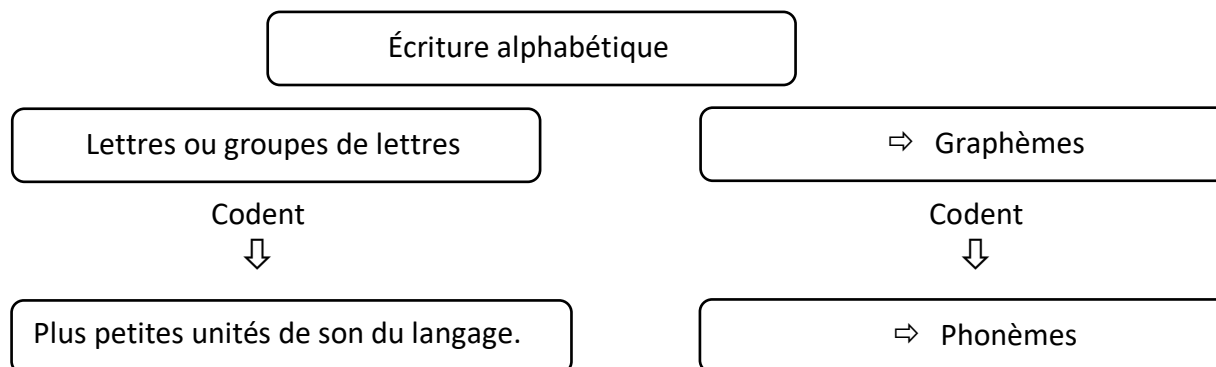 Écriture alphabétique
Lettres ou groupes de lettres
⇨ Graphèmes
Codent
Codent
Plus petites unités de son du langage.
⇨ Phonèmes